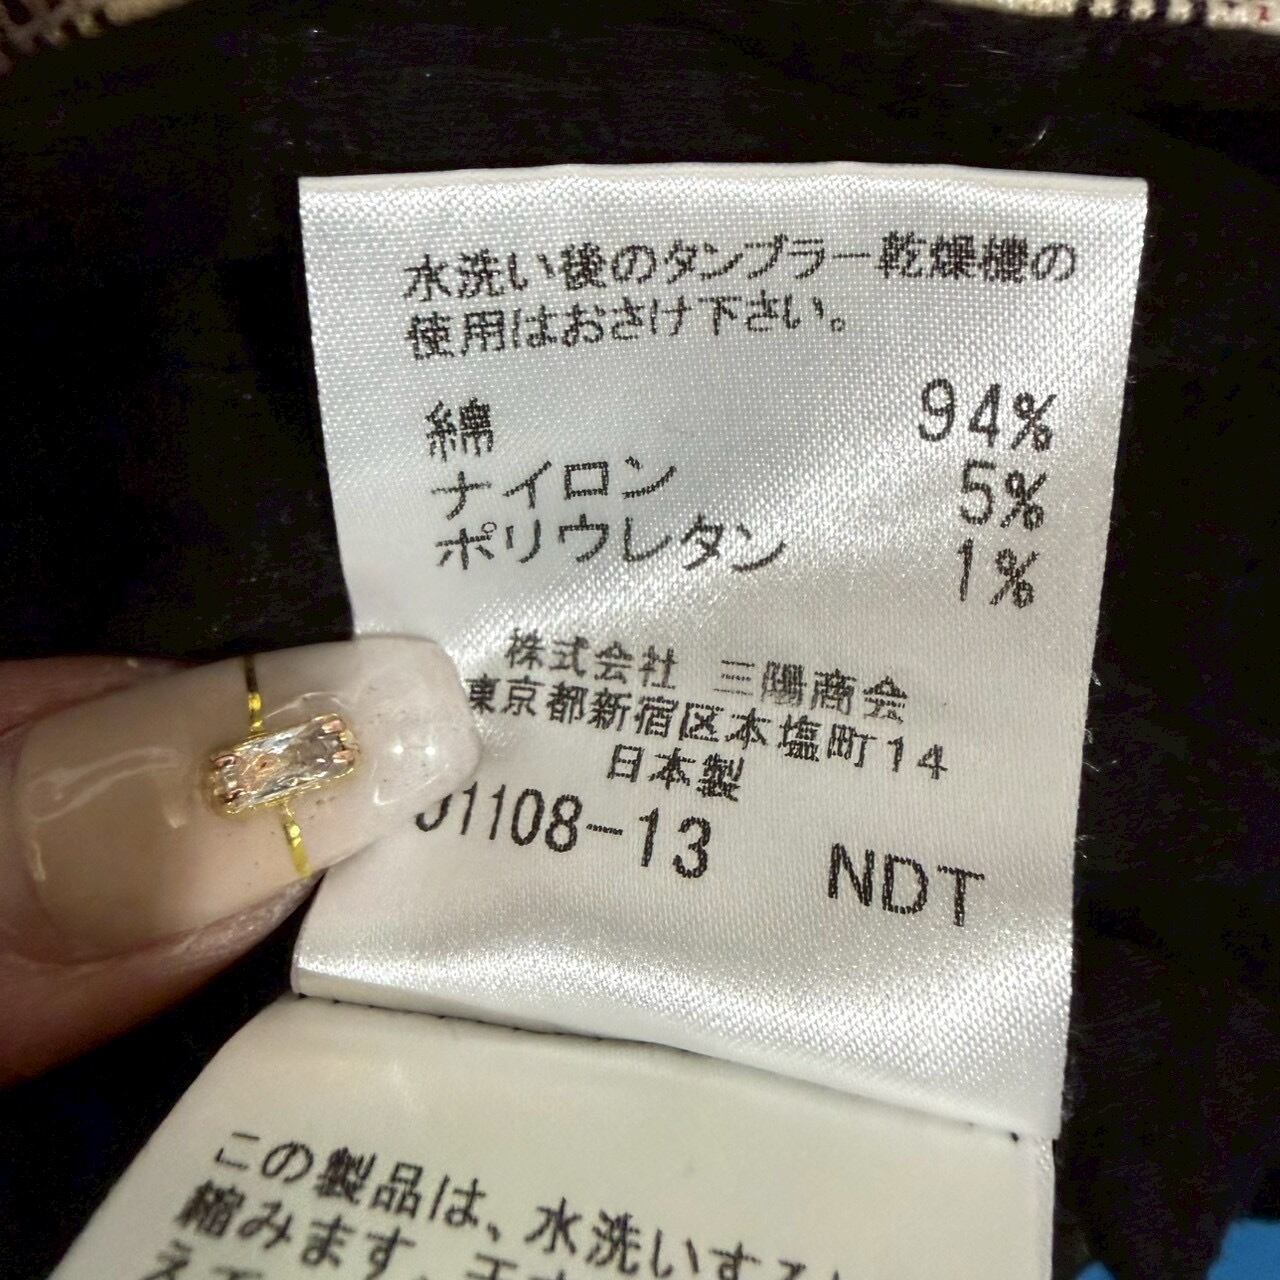 水洗い後のタンブラー乾燥機の
使用はおさけ下さい。
綿 94%
ナイロン 5%
ポリウレタン 1%
株式会社 三陽商会
東京都新宿区本塩町14
日本製
1108-13 NDT
この製品は、水洗いする
縮みます。